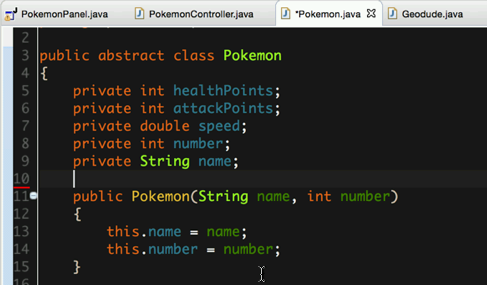 PokemonPanel.java PokemonController.java *Pokemon.java Geodude.java
2
3 public abstract class Pokemon
4 {
5 private int healthPoints;
6 private int attackPoints;
7 private double speed;
8 private int number;
9 private String name;
10
11 public Pokemon(String name, int number)
12 {
13 this.name = name;
14 this.number = number;
15 }
16